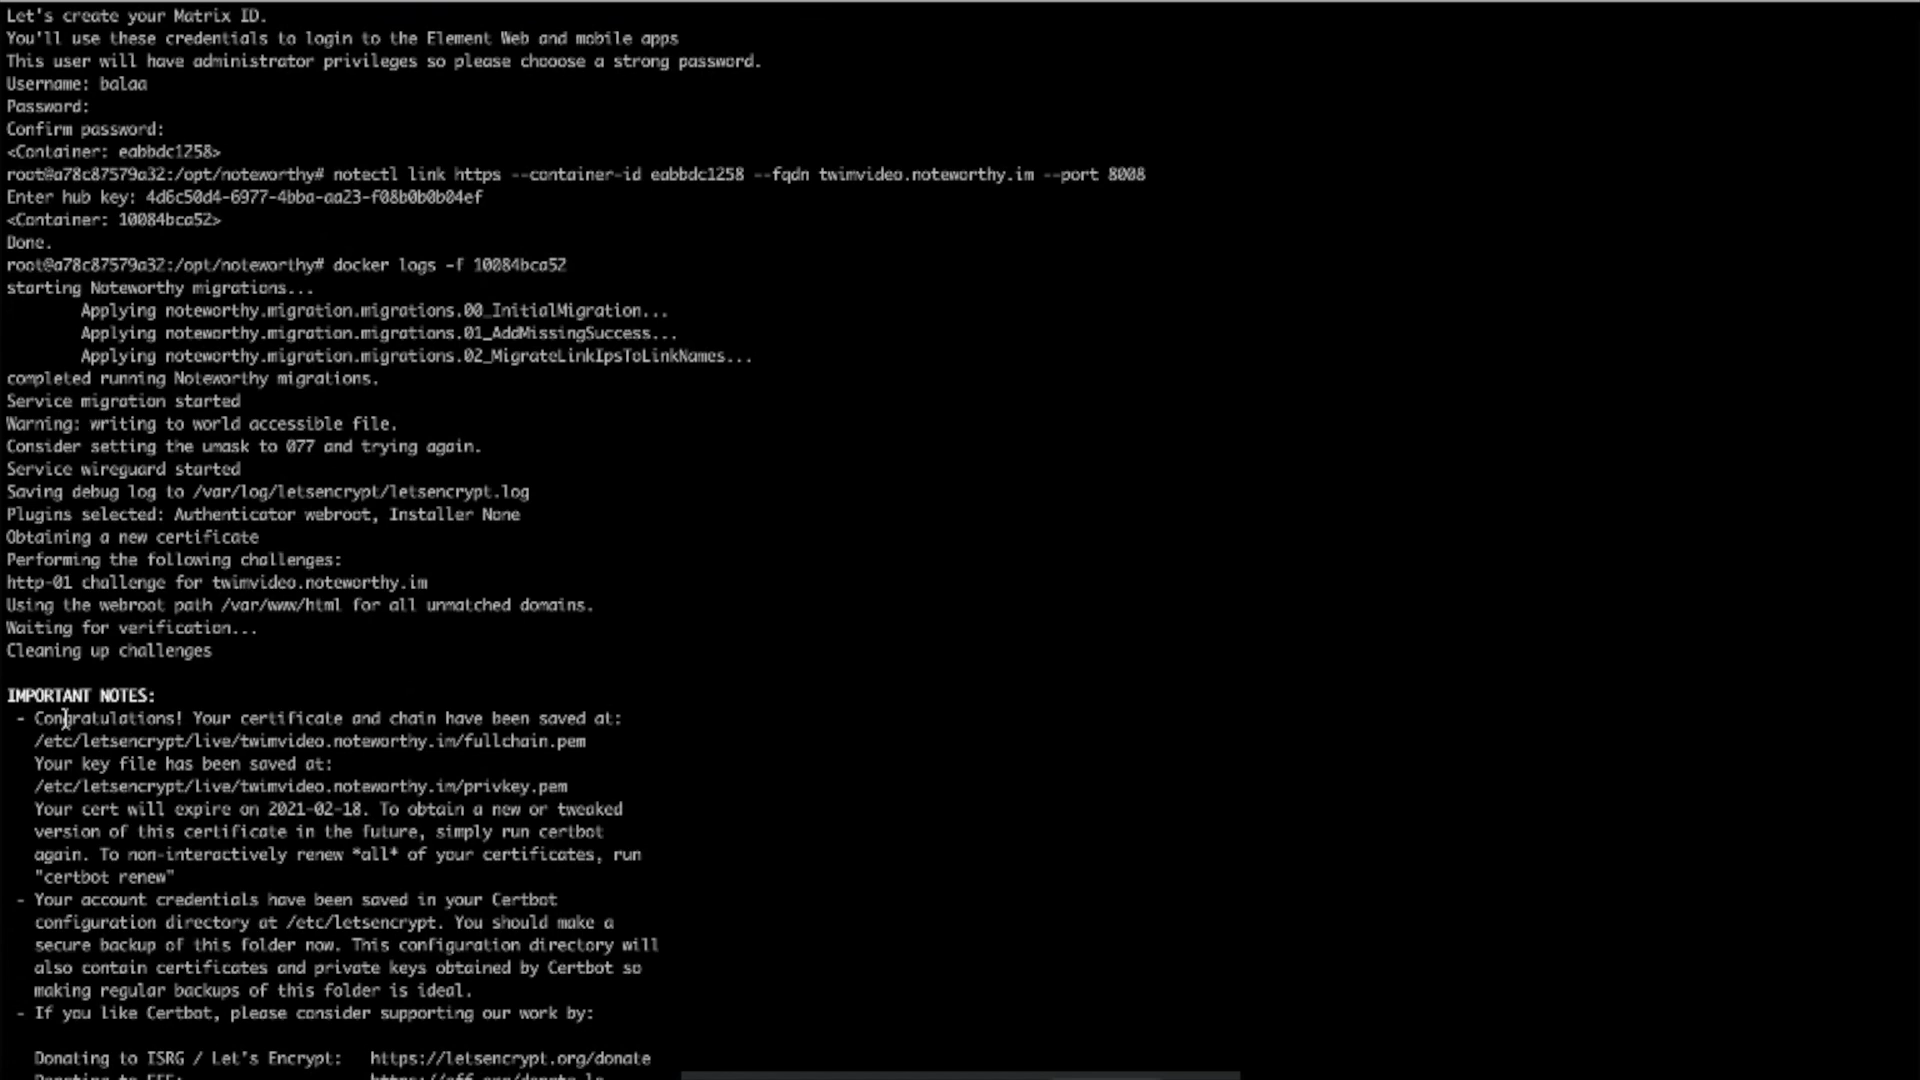 Let's create your Matrix ID.
You'll use these credentials to login to the Element Web and mobile apps
This user will have administrator privileges so please chooose a strong password.
Username: balaa
Password:
Confirm password:
<Container: eabbdc1258>
root@a78c87579a32:/opt/noteworthy# notectl link https --container-id eabbdc1258 --fqdn twimvideo.noteworthy.im --port 8008
Enter hub key: 4d6c50d4-6977-4bba-aa23-f08b0b0b04ef
<Container: 10084bca52>
Done.
root@a78c87579a32:/opt/noteworthy# docker logs -f 10084bca52
starting Noteworthy migrations...
Applying noteworthy.migration.migrations.00_InitialMigration...
Applying noteworthy.migration.migrations.01_AddMissingSuccess...
Applying noteworthy.migration.migrations.02_MigrateLinkIpsToLinkNames...
completed running Noteworthy migrations.
Service migration started
Warning: writing to world accessible file.
Consider setting the umask to 077 and trying again.
Service wireguard started
Saving debug log to /var/log/letsencrypt/letsencrypt.log
Plugins selected: Authenticator webroot, Installer None
Obtaining a new certificate
Performing the following challenges:
http-01 challenge for twimvideo.noteworthy.im
Using the webroot path /var/www/html for all unmatched domains.
Waiting for verification...
Cleaning up challenges
IMPORTANT NOTES:
- Congratulations! Your certificate and chain have been saved at:
/etc/letsencrypt/live/twimvideo.noteworthy.im/fullchain.pem
Your key file has been saved at:
/etc/letsencrypt/live/twimvideo.noteworthy.im/privkey.pem
Your cert will expire on 2021-02-18. To obtain a new or tweaked
version of this certificate in the future, simply run certbot
again. To non-interactively renew *all* of your certificates, run
"certbot renew"
- Your account credentials have been saved in your Certbot
configuration directory at /etc/letsencrypt. You should make a
secure backup of this folder now. This configuration directory will
also contain certificates and private keys obtained by Certbot so
making regular backups of this folder is ideal.
- If you like Certbot, please consider supporting our work by:
Donating to ISRG / Let's Encrypt: https://letsencrypt.org/donate